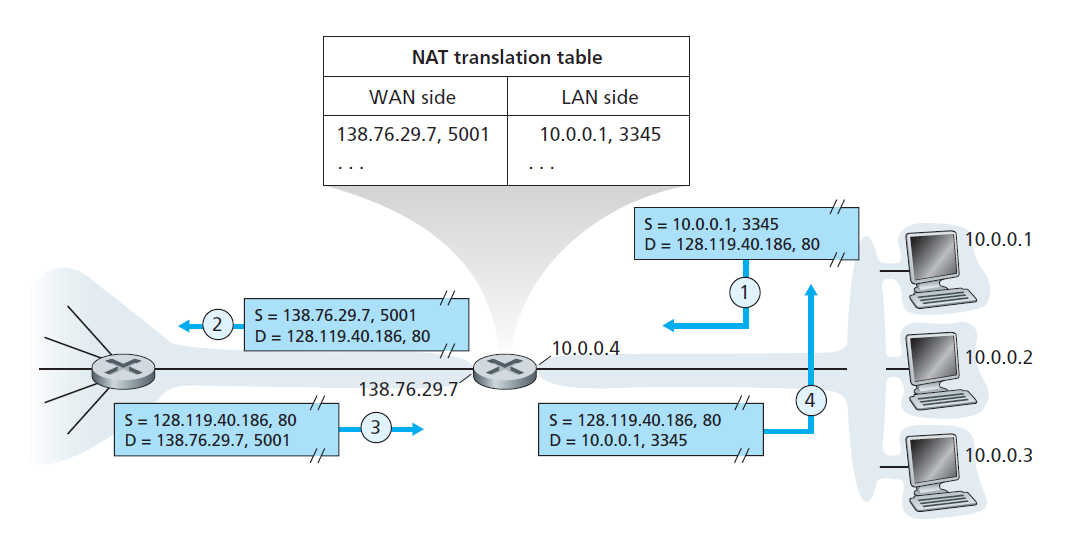 NAT translation table
WAN side LAN side
138.76.29.7, 5001 10.0.0.1, 3345
. . . . . .
S = 10.0.0.1, 3345
D = 128.119.40.186, 80
10.0.0.1
1
S = 138.76.29.7, 5001
D = 128.119.40.186, 80
2
10.0.0.4
10.0.0.2
138.76.29.7
S = 128.119.40.186, 80
D = 138.76.29.7, 5001
3
S = 128.119.40.186, 80
D = 10.0.0.1, 3345
4
10.0.0.3